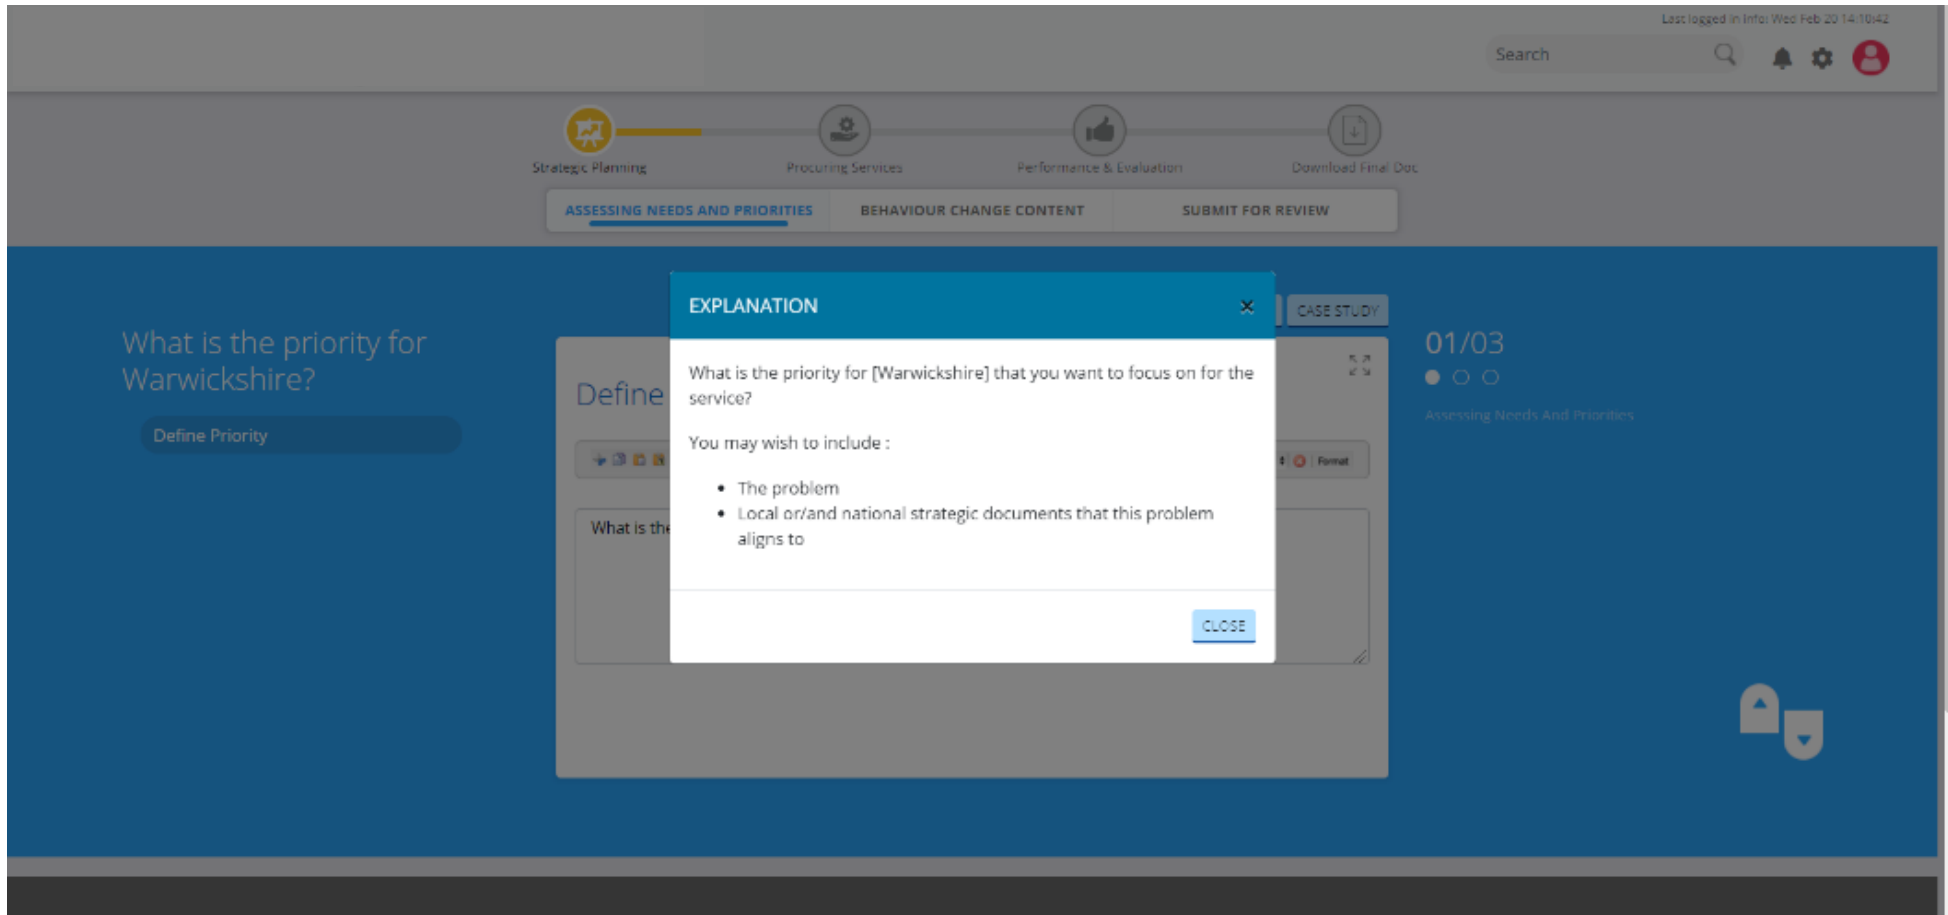 Last logged in Info: Wed Feb 20 14:10:42
Search
Strategic Planning
Procuring Services
Performance & Evaluation
Download Final Doc
ASSESSING NEEDS AND PRIORITIES
BEHAVIOUR CHANGE CONTENT
SUBMIT FOR REVIEW
What is the priority for
Warwickshire?
Define Priority
CASE STUDY
Define
Format
What is the
EXPLANATION
×
What is the priority for [Warwickshire] that you want to focus on for the
service?
You may wish to include :
• The problem
• Local or/and national strategic documents that this problem
aligns to
CLOSE
01/03
Assessing Needs And Priorities